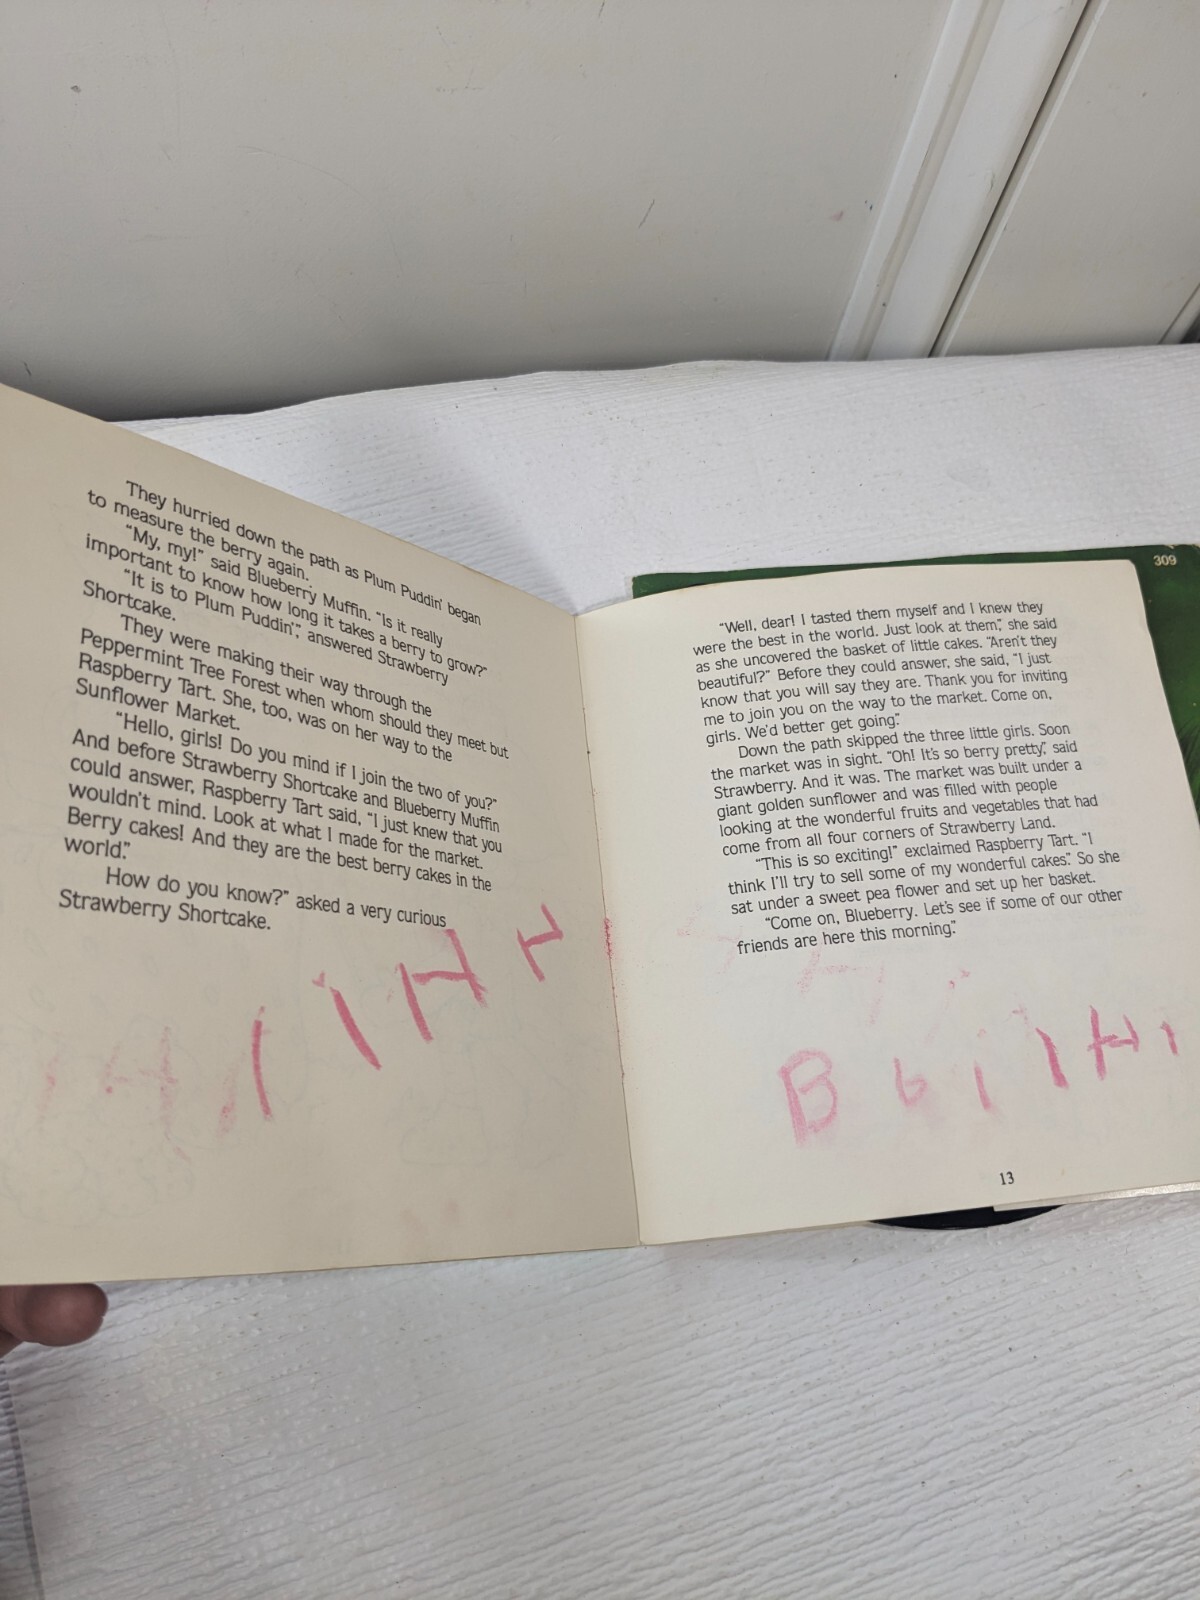 They hurried down the path as Plum Puddin' began
to measure the berry again.
"My, my!" said Blueberry Muffin. "Is it really
important to know how long it takes a berry to grow?"
"It is to Plum Puddin'," answered Strawberry
Shortcake.
They were making their way through the
Peppermint Tree Forest when whom should they meet but
Raspberry Tart. She, too, was on her way to the
Sunflower Market.
"Hello, girls! Do you mind if I join the two of you?"
And before Strawberry Shortcake and Blueberry Muffin
could answer, Raspberry Tart said, "I just knew that you
wouldn't mind. Look at what I made for the market.
Berry cakes! And they are the best berry cakes in the
world."
How do you know?" asked a very curious
Strawberry Shortcake.
309
"Well, dear! I tasted them myself and I knew they
were the best in the world. Just look at them," she said
as she uncovered the basket of little cakes. "Aren't they
beautiful?" Before they could answer, she said, "I just
know that you will say they are. Thank you for inviting
me to join you on the way to the market. Come on,
girls. We'd better get going."
Down the path skipped the three little girls. Soon
the market was in sight. "Oh! It's so berry pretty," said
Strawberry. And it was. The market was built under a
giant golden sunflower and was filled with people
looking at the wonderful fruits and vegetables that had
come from all four corners of Strawberry Land.
"This is so exciting!" exclaimed Raspberry Tart. "I
think I'll try to sell some of my wonderful cakes." So she
sat under a sweet pea flower and set up her basket.
"Come on, Blueberry. Let's see if some of our other
friends are here this morning."
13